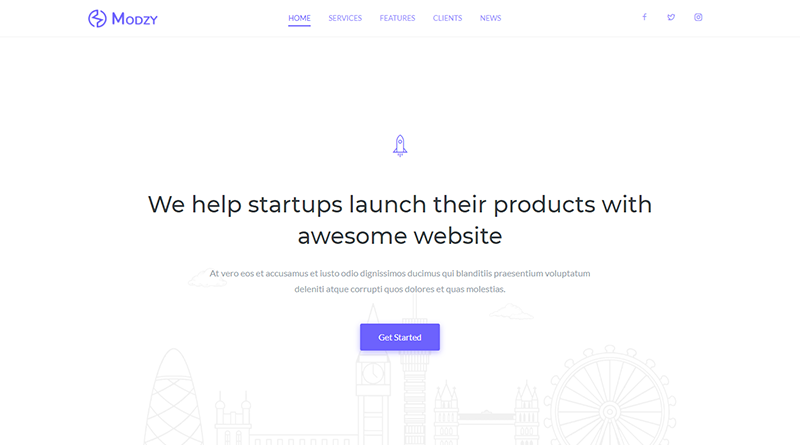 Modzy
HOME SERVICES FEATURES CLIENTS NEWS
We help startups launch their products with
awesome website
At vero eos et accusamus et iusto odio dignissimos ducimus qui blanditiis praesentium voluptatum
deleniti atque corrupti quos dolores et quas molestias.
Get Started